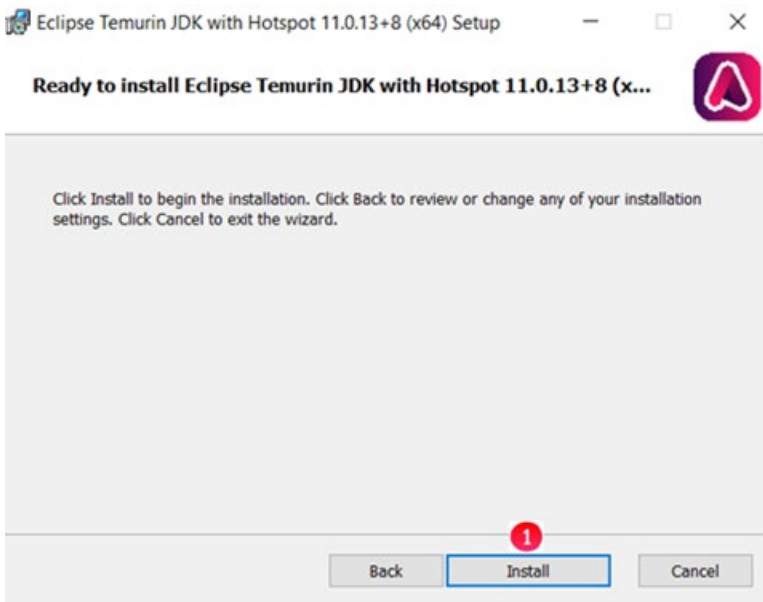 Eclipse Temurin JDK with Hotspot 11.0.13+8 (x64) Setup
Ready to install Eclipse Temurin JDK with Hotspot 11.0.13+8 (x...
Click Install to begin the installation. Click Back to review or change any of your installation
settings. Click Cancel to exit the wizard.
1
Back Install Cancel